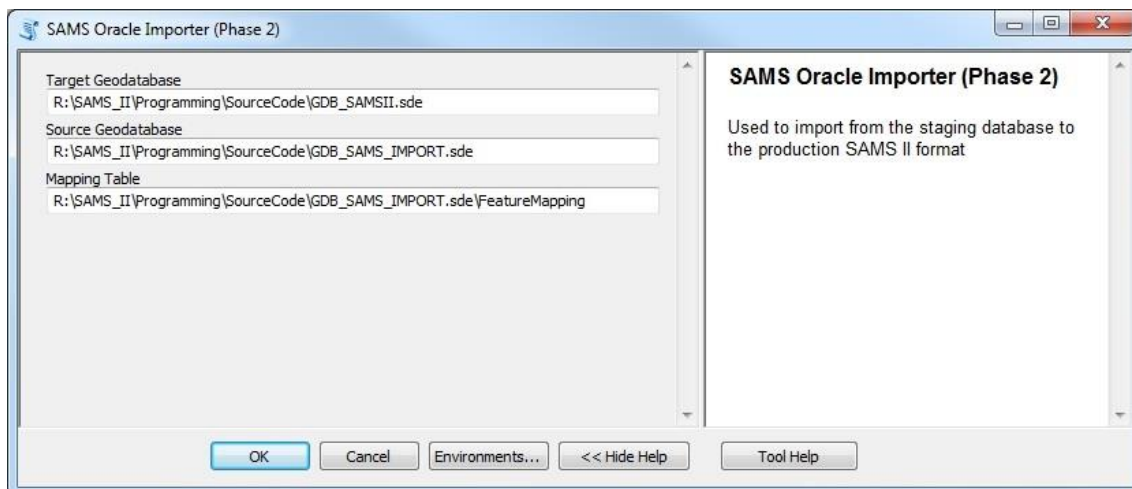 SAMS Oracle Importer (Phase 2)
Target Geodatabase
R:\SAMS_II\Programming\SourceCode\GDB_SAMSII.sde
Source Geodatabase
R:\SAMS_II\Programming\SourceCode\GDB_SAMS_IMPORT.sde
Mapping Table
R:\SAMS_II\Programming\SourceCode\GDB_SAMS_IMPORT.sde\FeatureMapping
SAMS Oracle Importer (Phase 2)
Used to import from the staging database to
the production SAMS II format
OK
Cancel
Environments...
<< Hide Help
Tool Help